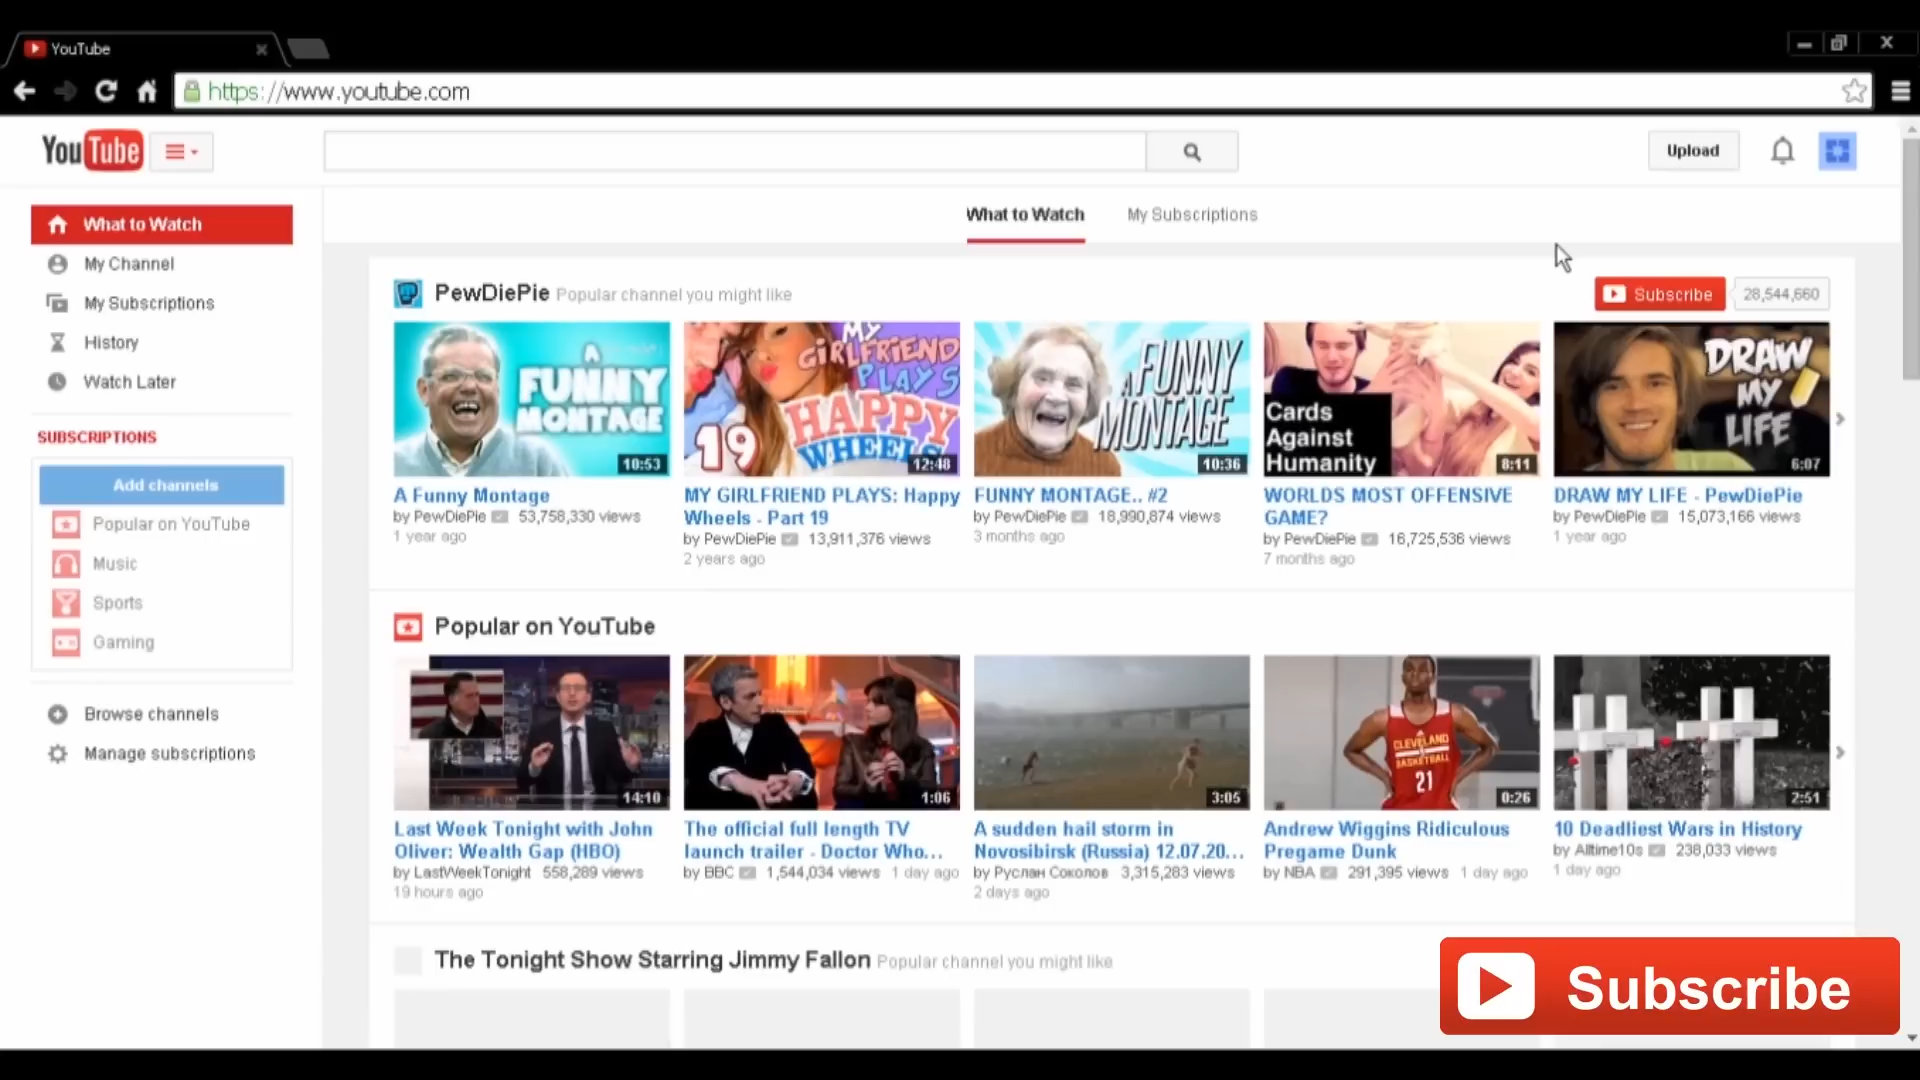 YouTube
https://www.youtube.com
YouTube
Upload
What to Watch
My Channel
My Subscriptions
History
Watch Later
SUBSCRIPTIONS
Add channels
Popular on YouTube
Music
Sports
Gaming
Browse channels
Manage subscriptions
What to Watch My Subscriptions
PewDiePie Popular channel you might like
Subscribe 28,544,660
A
FUNNY
MONTAGE
10:53
MY
GIRLFRIEND
PLAYS
HAPPY
WHEELS
19
12:48
A FUNNY
MONTAGE
10:36
Cards
Against
Humanity
8:11
DRAW
MY
LIFE
6:07
A Funny Montage
by PewDiePie 53,758,330 views
1 year ago
MY GIRLFRIEND PLAYS: Happy
Wheels - Part 19
by PewDiePie 13,911,376 views
2 years ago
FUNNY MONTAGE.. #2
by PewDiePie 18,990,874 views
3 months ago
WORLDS MOST OFFENSIVE
GAME?
by PewDiePie 16,725,536 views
7 months ago
DRAW MY LIFE - PewDiePie
by PewDiePie 15,073,166 views
1 year ago
Popular on YouTube
14:10
1:06
3:05
CLEVELAND
BASKETBALL
21
0:26
2:51
Last Week Tonight with John
Oliver: Wealth Gap (HBO)
by LastWeekTonight 558,289 views
19 hours ago
The official full length TV
launch trailer - Doctor Who...
by BBC 1,544,034 views 1 day ago
A sudden hail storm in
Novosibirsk (Russia) 12.07.20...
by Руслан Соколов 3,315,283 views
2 days ago
Andrew Wiggins Ridiculous
Pregame Dunk
by NBA 291,395 views 1 day ago
10 Deadliest Wars in History
by Alltime10s 238,033 views
1 day ago
The Tonight Show Starring Jimmy Fallon Popular channel you might like
Subscribe